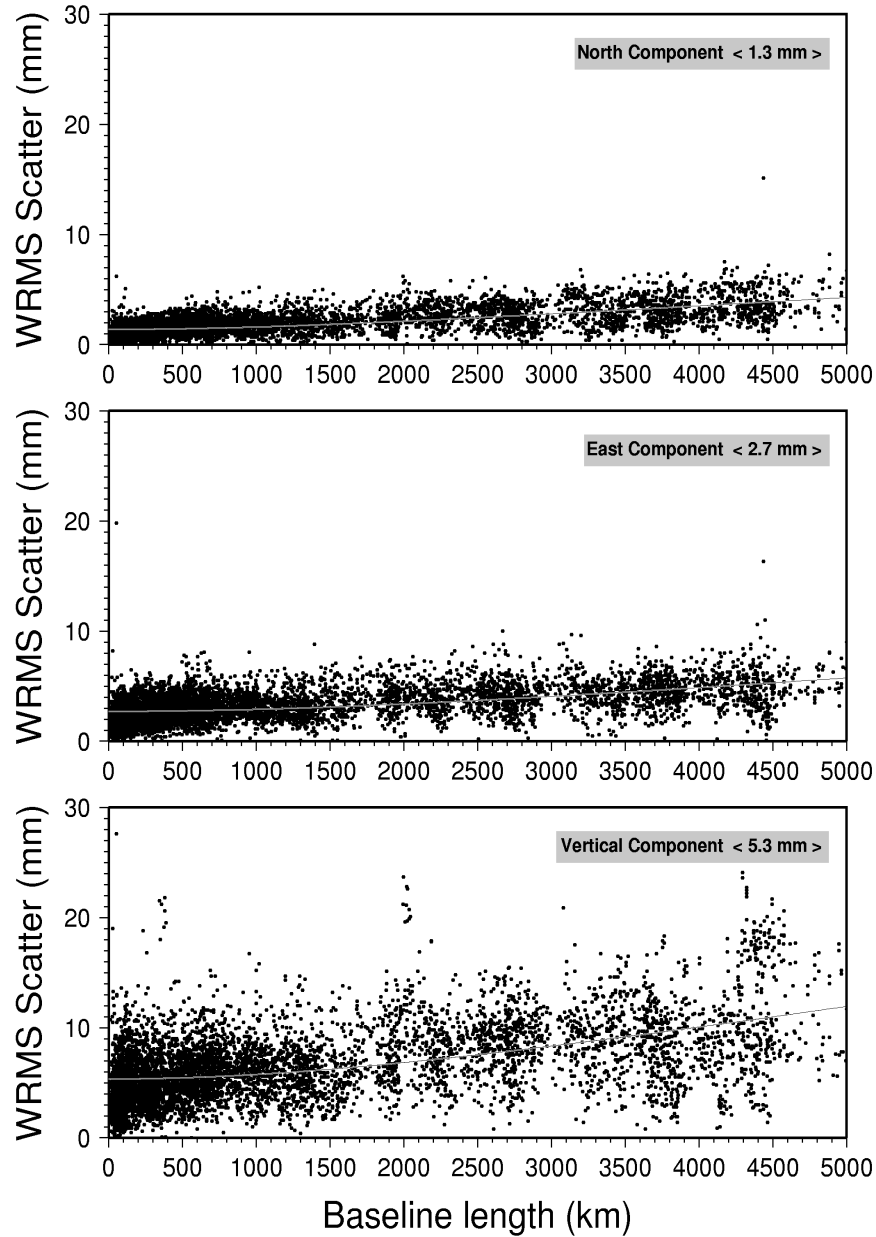 30
20
10
0
WRMS Scatter (mm)
North Component < 1.3 mm >
0 500 1000 1500 2000 2500 3000 3500 4000 4500 5000
30
20
10
0
WRMS Scatter (mm)
East Component < 2.7 mm >
0 500 1000 1500 2000 2500 3000 3500 4000 4500 5000
30
20
10
0
WRMS Scatter (mm)
Vertical Component < 5.3 mm >
0 500 1000 1500 2000 2500 3000 3500 4000 4500 5000
Baseline length (km)